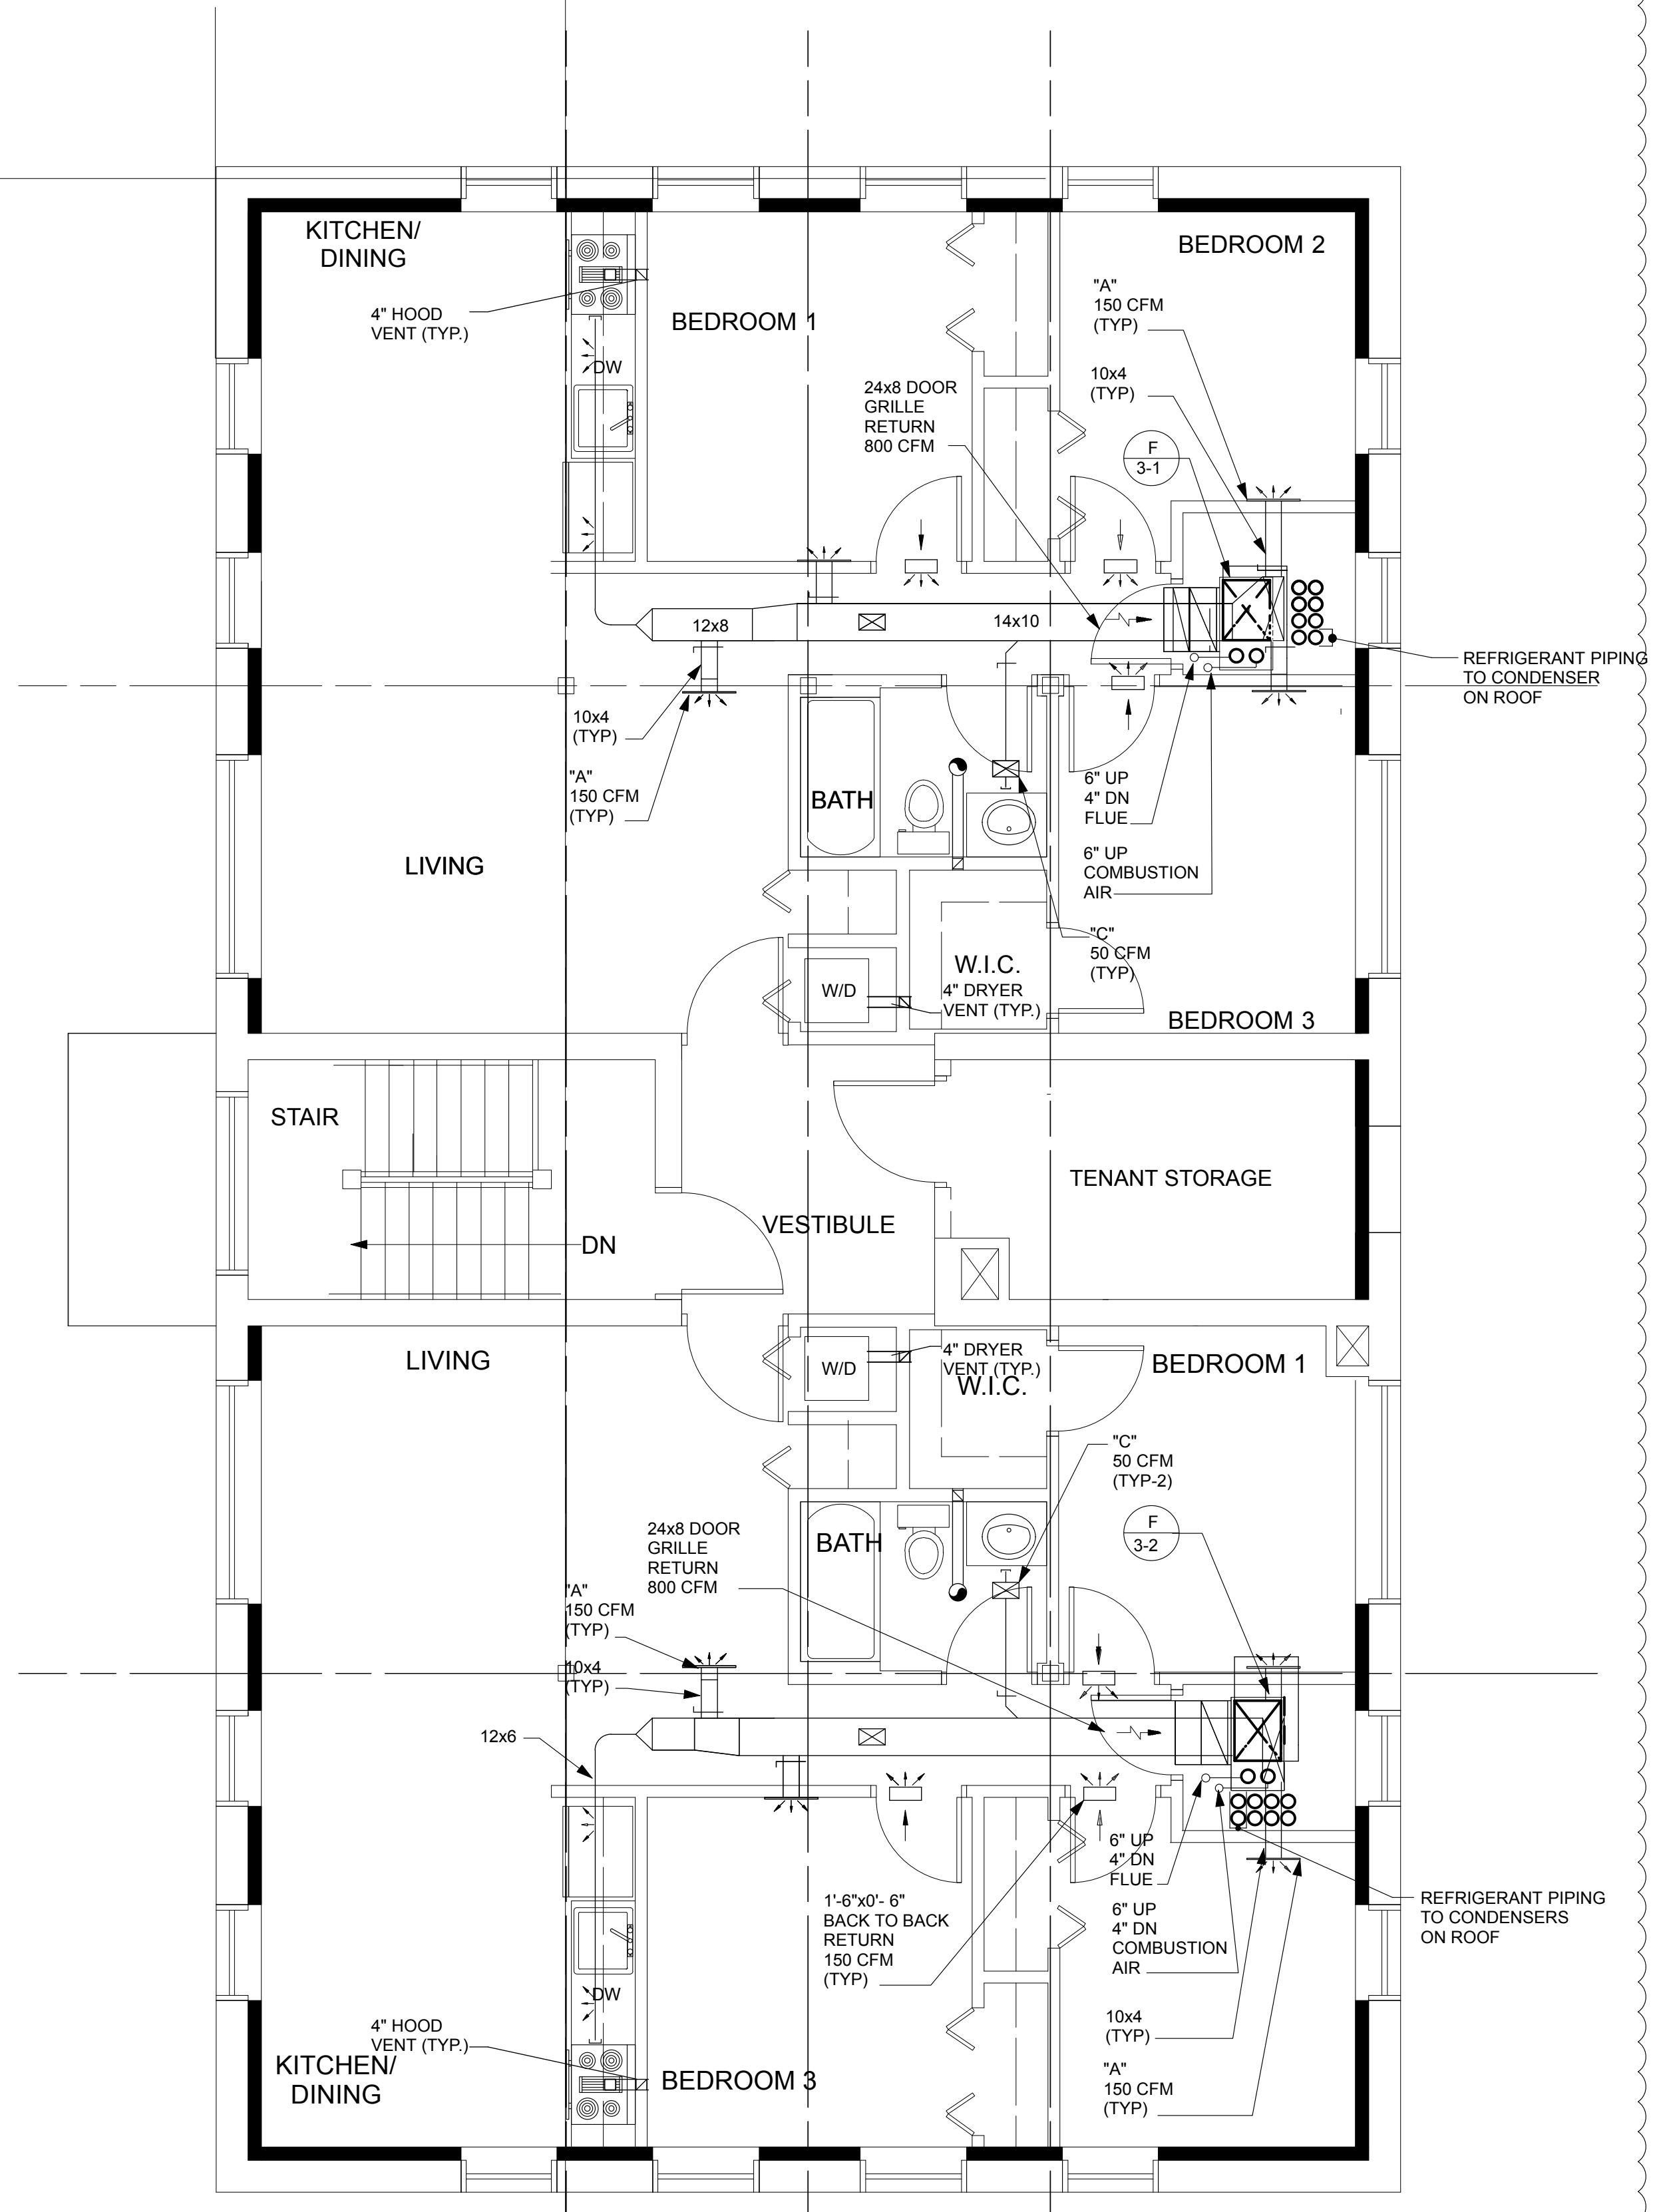 KITCHEN/
DINING
4" HOOD
VENT (TYP.)
DW
BEDROOM 1
BEDROOM 2
"A"
150 CFM
(TYP)
10x4
(TYP)
24x8 DOOR
GRILLE
RETURN
800 CFM
F
3-1
12x8
14x10
REFRIGERANT PIPING
TO CONDENSER
ON ROOF
10x4
(TYP)
"A"
150 CFM
(TYP)
BATH
6" UP
4" DN
FLUE
6" UP
COMBUSTION
AIR
LIVING
"C"
50 CFM
(TYP)
W.I.C.
W/D
4" DRYER
VENT (TYP.)
BEDROOM 3
STAIR
TENANT STORAGE
VESTIBULE
DN
LIVING
W/D
4" DRYER
VENT (TYP.)
W.I.C.
BEDROOM 1
"C"
50 CFM
(TYP-2)
F
3-2
24x8 DOOR
GRILLE
RETURN
800 CFM
BATH
"A"
150 CFM
(TYP)
10x4
(TYP)
12x6
6" UP
4" DN
FLUE
1'-6"x0'- 6"
BACK TO BACK
RETURN
150 CFM
(TYP)
6" UP
4" DN
COMBUSTION
AIR
REFRIGERANT PIPING
TO CONDENSERS
ON ROOF
DW
4" HOOD
VENT (TYP.)
10x4
(TYP)
KITCHEN/
DINING
BEDROOM 3
"A"
150 CFM
(TYP)